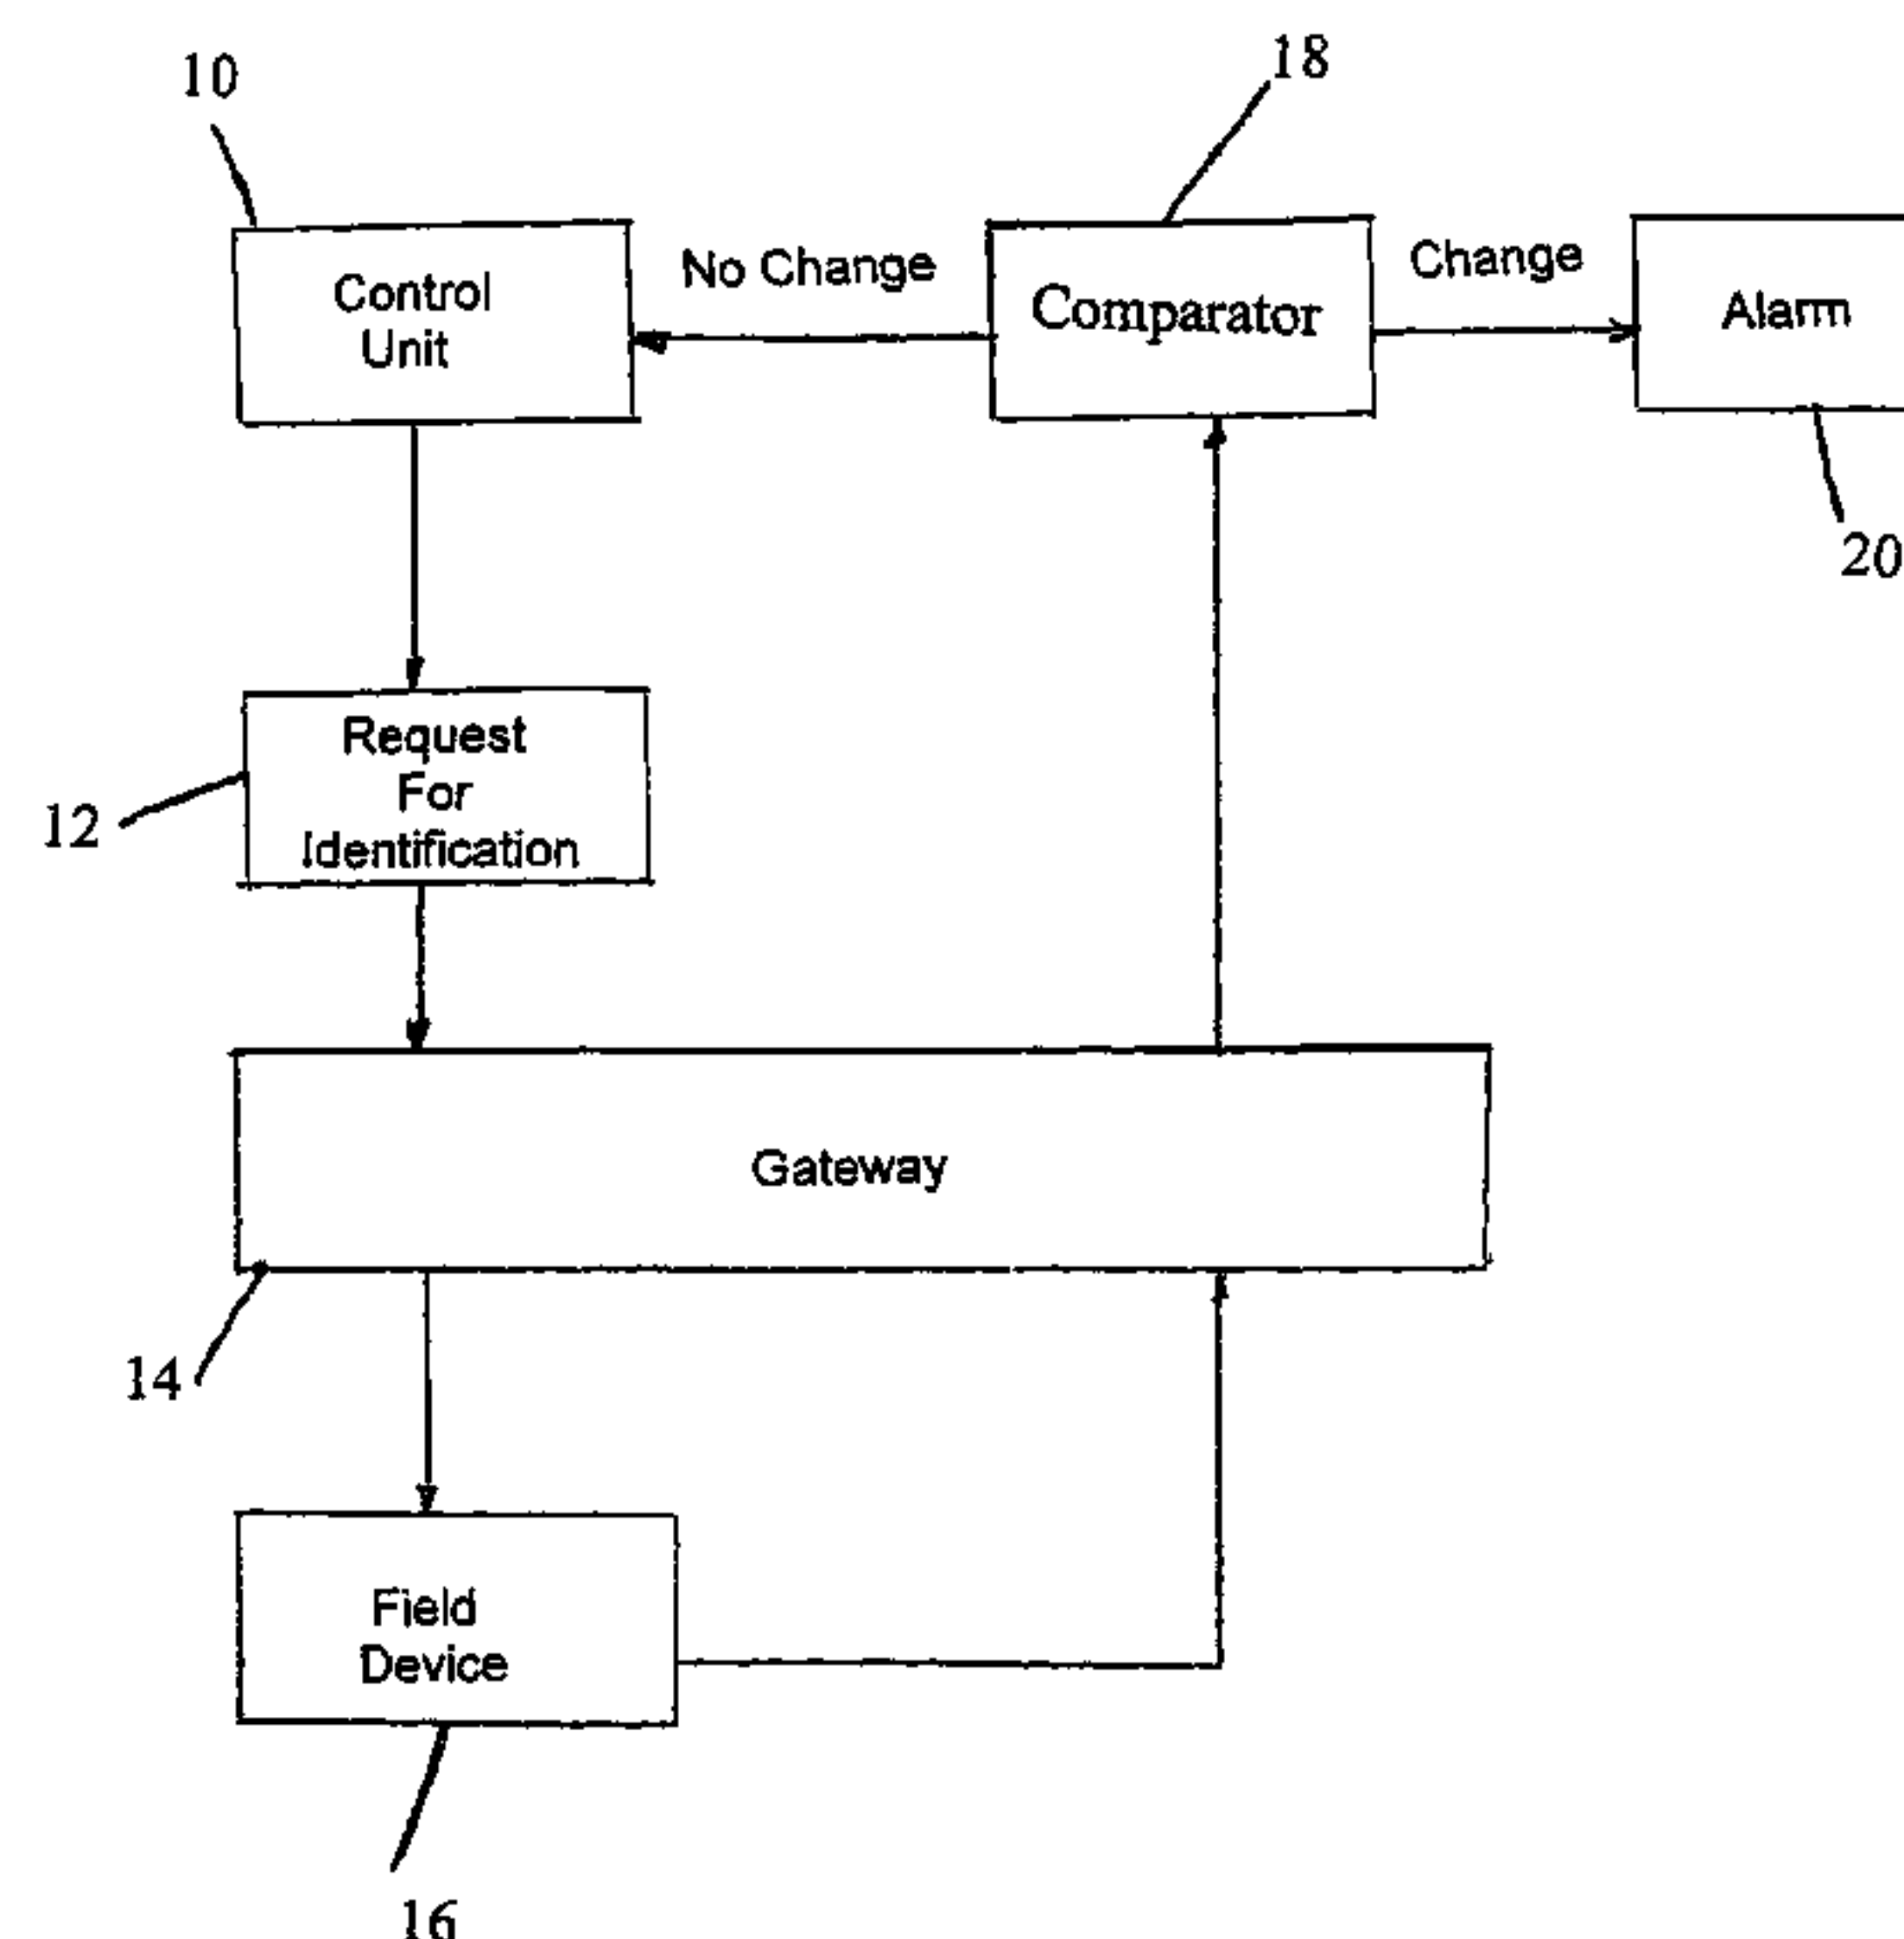 10
18
Control
Unit
No Change
Comparator
Change
Alarm
20
Request
For
Identification
12
Gateway
14
Field
Device
16